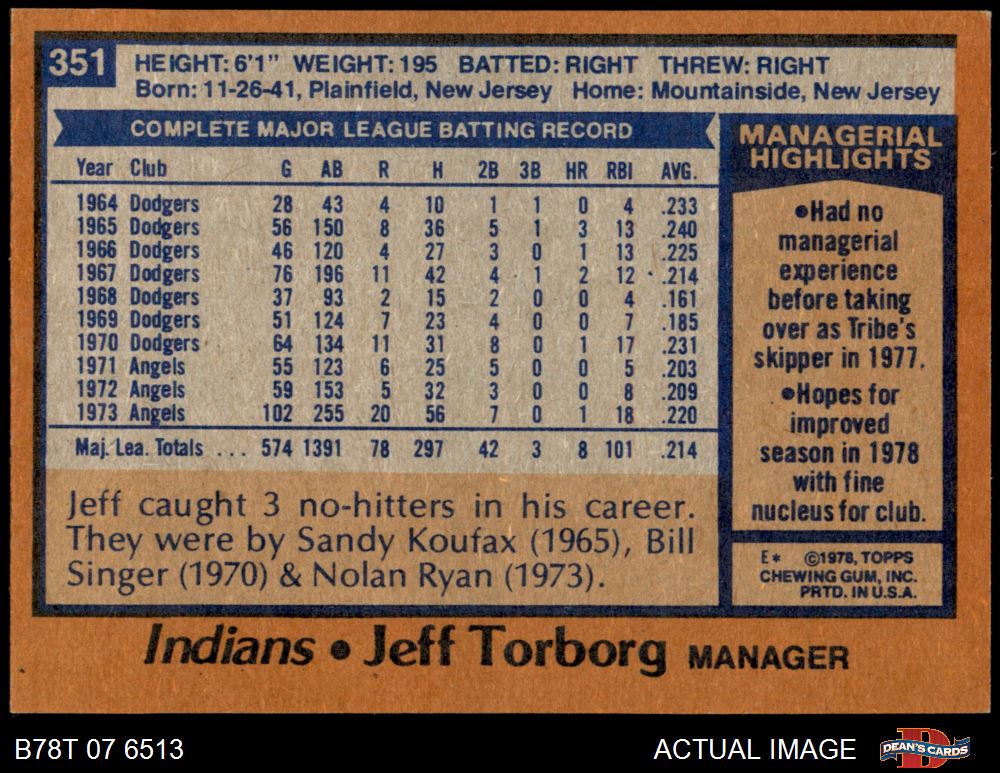 351
HEIGHT: 6'1" WEIGHT: 195 BATTED: RIGHT THREW: RIGHT
Born: 11-26-41, Plainfield, New Jersey Home: Mountainside, New Jersey
COMPLETE MAJOR LEAGUE BATTING RECORD
Year Club G AB R H 2B 3B HR RBI AVG.
1964 Dodgers 28 43 4 10 1 1 0 4 .233
1965 Dodgers 56 150 8 36 5 1 3 13 .240
1966 Dodgers 46 120 4 27 3 0 1 13 .225
1967 Dodgers 76 196 11 42 4 1 2 12 .214
1968 Dodgers 37 93 2 15 2 0 0 4 .161
1969 Dodgers 51 124 7 23 4 0 0 7 .185
1970 Dodgers 64 134 11 31 8 0 1 17 .231
1971 Angels 55 123 6 25 5 0 0 5 .203
1972 Angels 59 153 5 32 3 0 0 8 .209
1973 Angels 102 255 20 56 7 0 1 18 .220
Maj. Lea. Totals ... 574 1391 78 297 42 3 8 101 .214
Jeff caught 3 no-hitters in his career.
They were by Sandy Koufax (1965), Bill
Singer (1970) & Nolan Ryan (1973).
MANAGERIAL
HIGHLIGHTS
•Had no
managerial
experience
before taking
over as Tribe's
skipper in 1977.
•Hopes for
improved
season in 1978
with fine
nucleus for club.
E* ©1978, TOPPS
CHEWING GUM, INC.
PRTD. IN U.S.A.
Indians • Jeff Torborg MANAGER
B78T 07 6513
ACTUAL IMAGE
DEAN'S CARDS